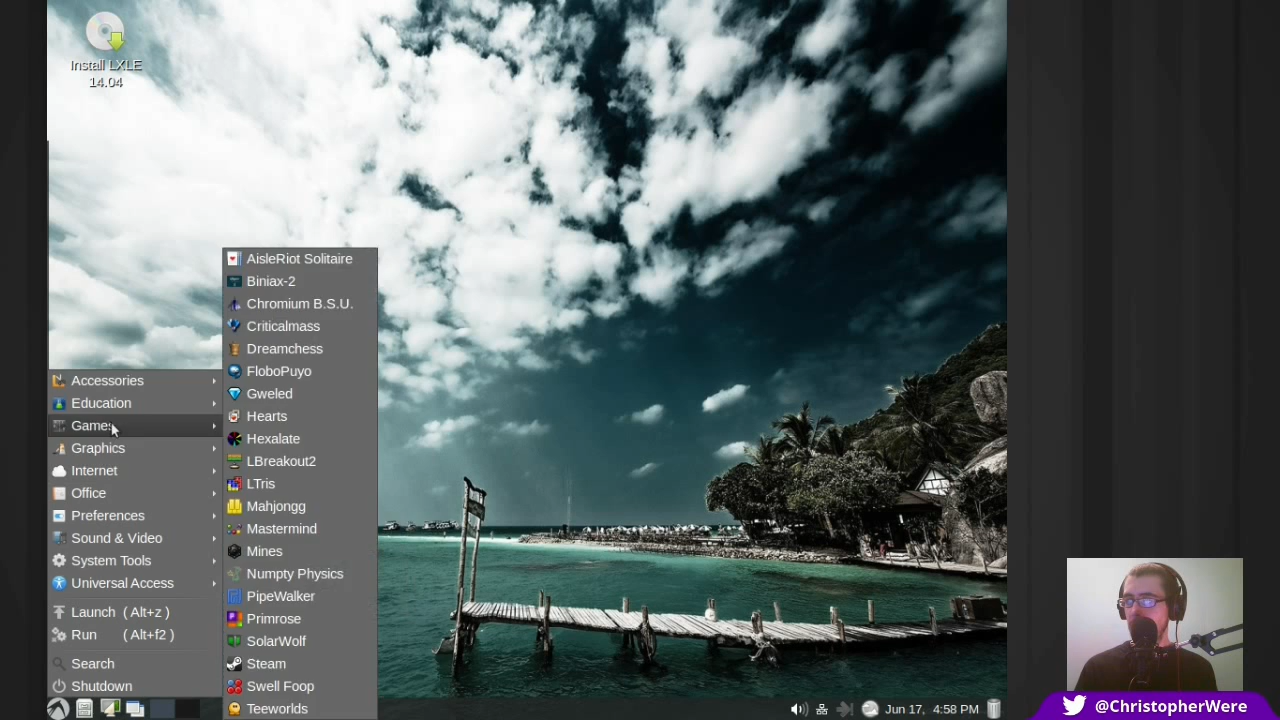 Install LXLE
14.04
Accessories
Education
Games
Graphics
Internet
Office
Preferences
Sound & Video
System Tools
Universal Access
Launch ( Alt+z )
Run ( Alt+f2 )
Search
Shutdown
AisleRiot Solitaire
Biniax-2
Chromium B.S.U.
Criticalmass
Dreamchess
FloboPuyo
Gweled
Hearts
Hexalate
LBreakout2
LTris
Mahjongg
Mastermind
Mines
Numpty Physics
PipeWalker
Primrose
SolarWolf
Steam
Swell Foop
Teeworlds
Jun 17, 4:58 PM
@ChristopherWere